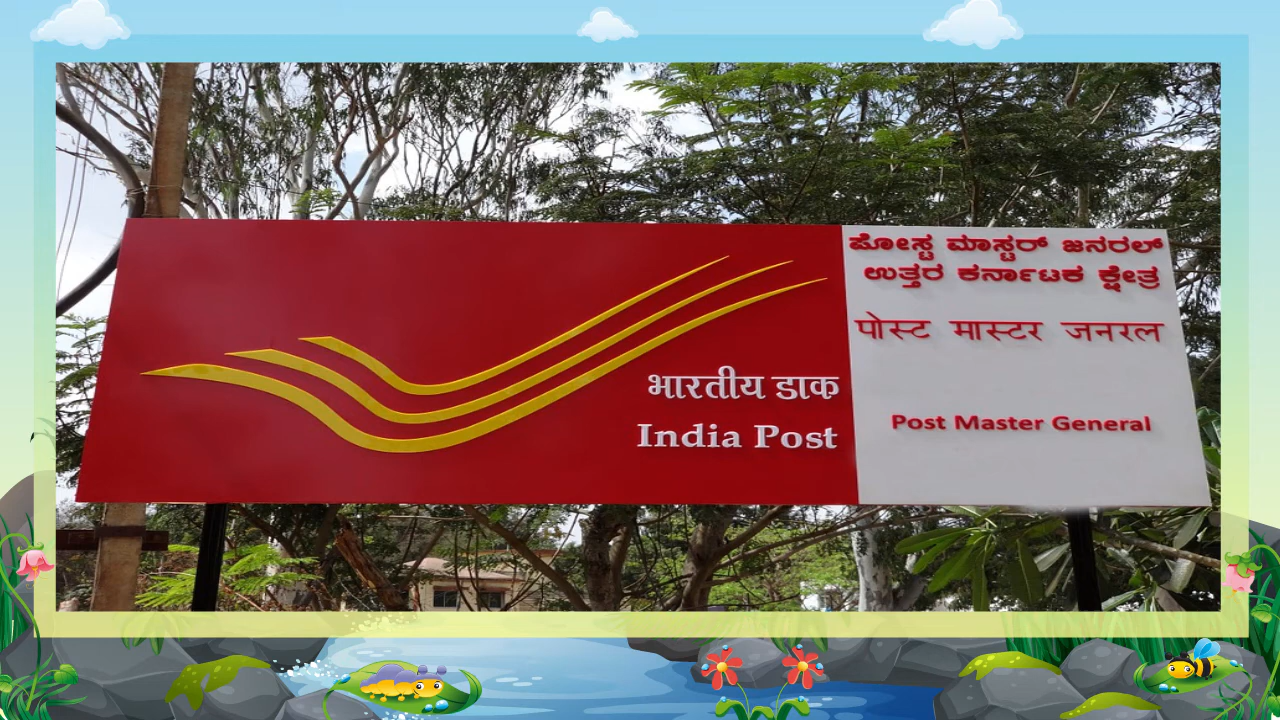 भारतीय डाक
India Post
ಪೋಸ್ಟ ಮಾಸ್ಟರ್ ಜನರಲ್
ಉತ್ತರ ಕರ್ನಾಟಕ ಕ್ಷೇತ್ರ
पोस्ट मास्टर जनरल
Post Master General